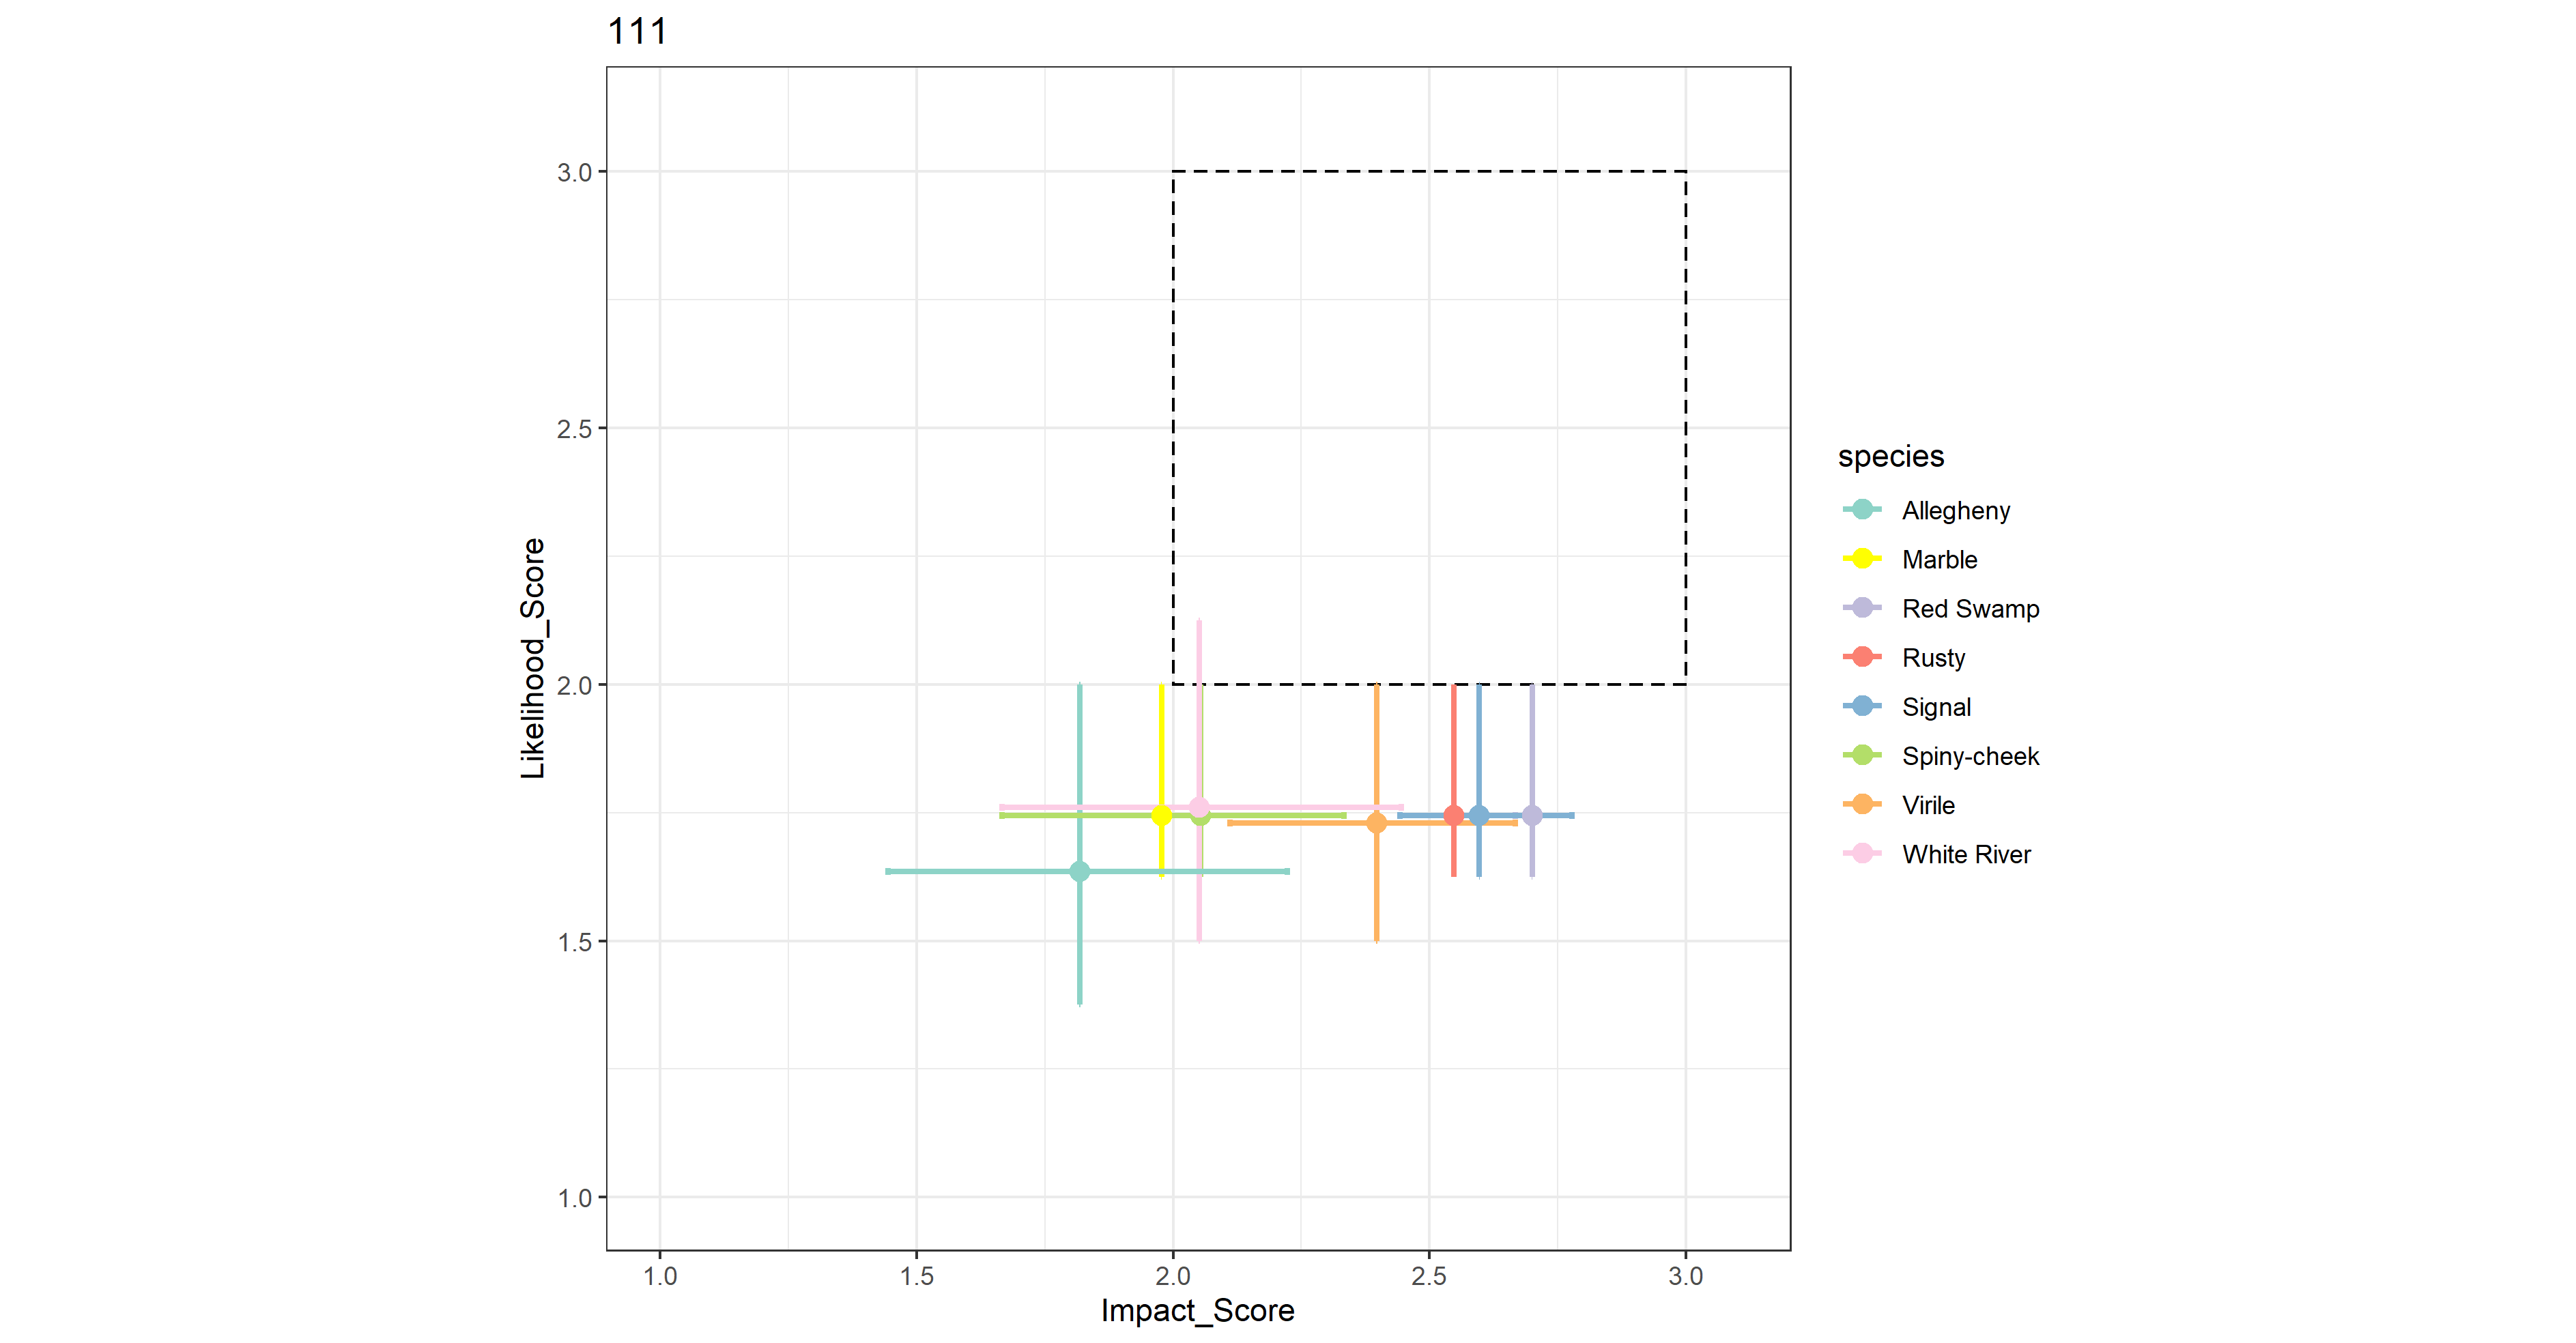 111
3.0
2.5
2.0
1.5
1.0
Likelihood_Score
1.0 1.5 2.0 2.5 3.0
Impact_Score
species
Allegheny
Marble
Red Swamp
Rusty
Signal
Spiny-cheek
Virile
White River